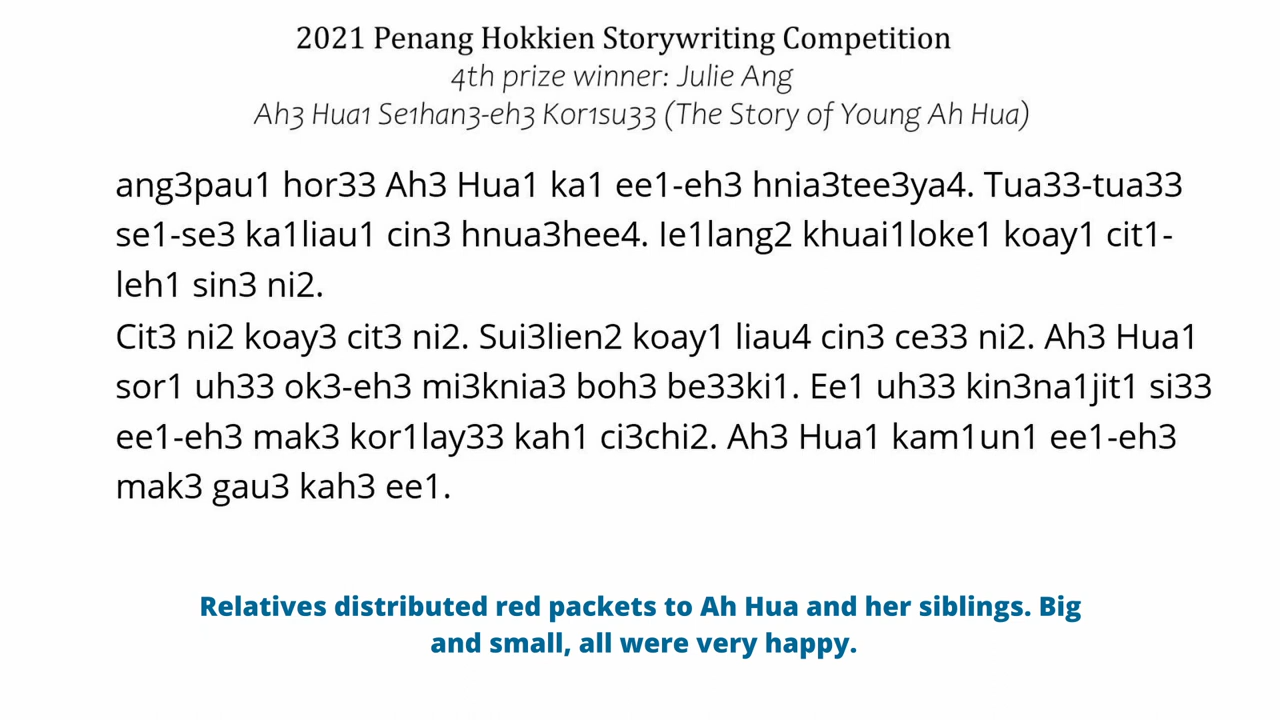 2021 Penang Hokkien Storywriting Competition
4th prize winner: Julie Ang
Ah3 Hua1 Se1han3-eh3 Kor1su33 (The Story of Young Ah Hua)
ang3pau1 hor33 Ah3 Hua1 ka1 ee1-eh3 hnia3tee3ya4. Tua33-tua33
se1-se3 ka1liau1 cin3 hnua3hee4. Ie1lang2 khuai1loke1 koay1 cit1-
leh1 sin3 ni2.
Cit3 ni2 koay3 cit3 ni2. Sui3lien2 koay1 liau4 cin3 ce33 ni2. Ah3 Hua1
sor1 uh33 ok3-eh3 mi3knia3 boh3 be33ki1. Ee1 uh33 kin3na1jit1 si33
ee1-eh3 mak3 kor1lay33 kah1 ci3chi2. Ah3 Hua1 kam1un1 ee1-eh3
mak3 gau3 kah3 ee1.
Relatives distributed red packets to Ah Hua and her siblings. Big
and small, all were very happy.